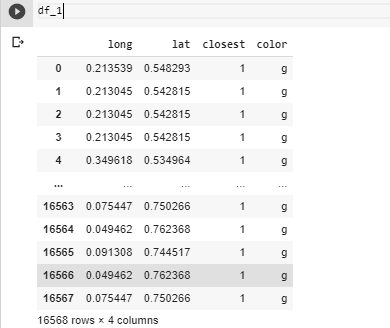 df_1
long lat closest color
0 0.213539 0.548293 1 g
1 0.213045 0.542815 1 g
2 0.213045 0.542815 1 g
3 0.213045 0.542815 1 g
4 0.349618 0.534964 1 g
... ... ... ... ...
16563 0.075447 0.750266 1 g
16564 0.049462 0.762368 1 g
16565 0.091308 0.744517 1 g
16566 0.049462 0.762368 1 g
16567 0.075447 0.750266 1 g
16568 rows × 4 columns